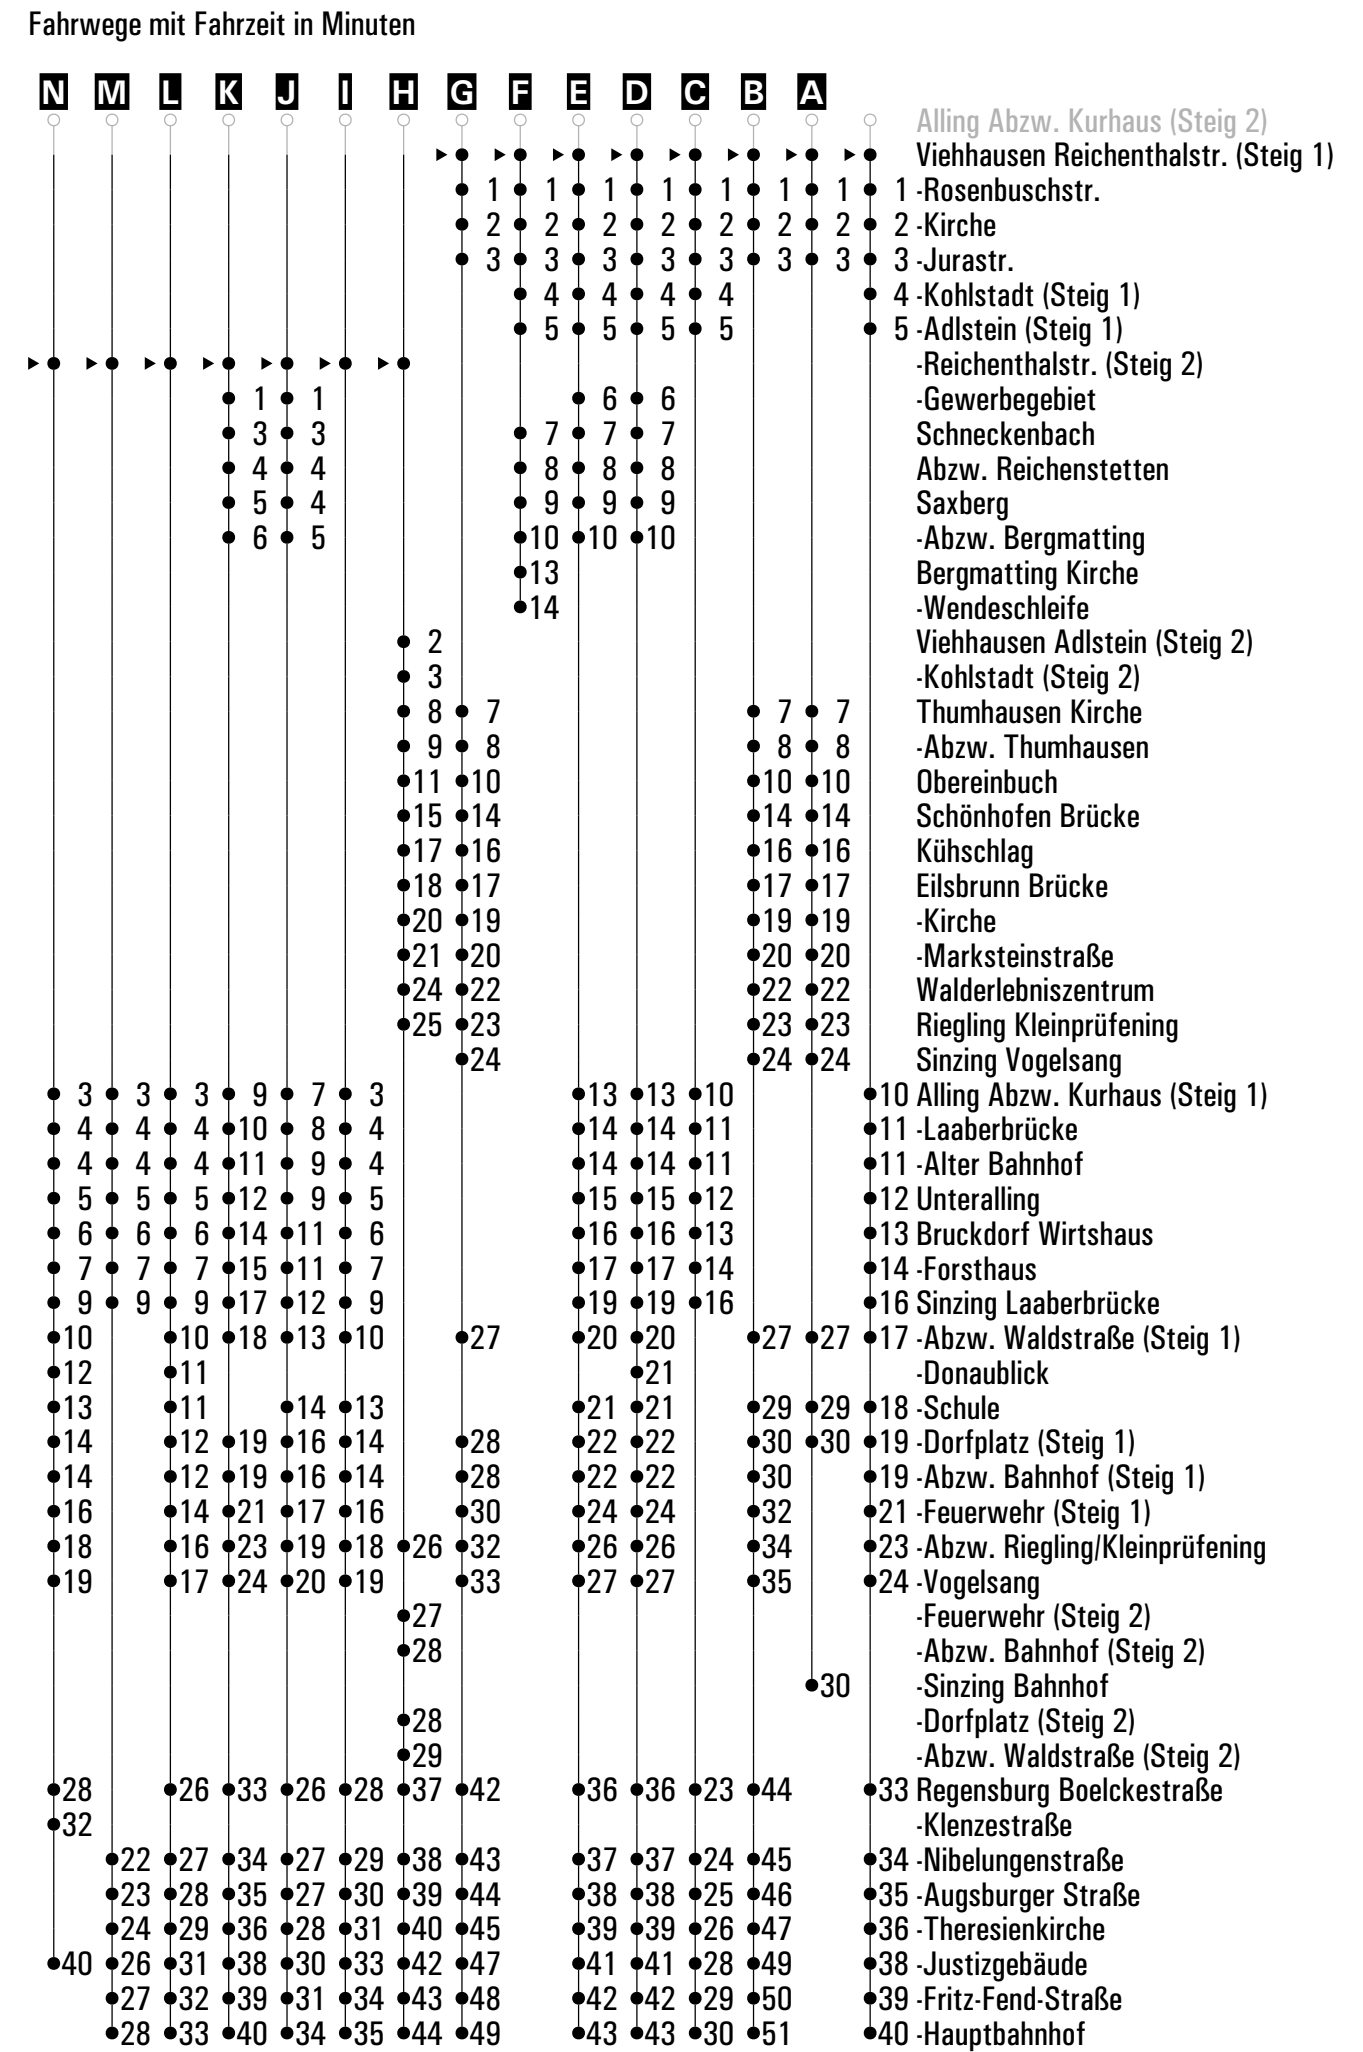 Fahrwege mit Fahrzeit in Minuten
N M L K J I H G F E D C B A
Alling Abzw. Kurhaus (Steig 2)
Viehhausen Reichenthalstr. (Steig 1)
1 1 1 1 1 1 1 1 -Rosenbuschstr.
2 2 2 2 2 2 2 2 -Kirche
3 3 3 3 3 3 3 3 -Jurastr.
4 4 4 4 4 -Kohlstadt (Steig 1)
5 5 5 5 5 -Adlstein (Steig 1)
-Reichenthalstr. (Steig 2)
1 1 6 6 -Gewerbegebiet
3 3 7 7 7 Schneckenbach
4 4 8 8 8 Abzw. Reichenstetten
5 4 9 9 9 Saxberg
6 5 10 10 10 -Abzw. Bergmatting
13 Bergmatting Kirche
14 -Wendeschleife
2 Viehhausen Adlstein (Steig 2)
3 -Kohlstadt (Steig 2)
8 7 7 7 Thumhausen Kirche
9 8 8 8 -Abzw. Thumhausen
11 10 10 10 Obereinbuch
15 14 14 14 Schönhofen Brücke
17 16 16 16 Kühschlag
18 17 17 17 Eilsbrunn Brücke
20 19 19 19 -Kirche
21 20 20 20 -Marksteinstraße
24 22 22 22 Walderlebniszentrum
25 23 23 23 Riegling Kleinprüfening
24 24 24 Sinzing Vogelsang
3 3 3 9 7 3 13 13 10 10 Alling Abzw. Kurhaus (Steig 1)
4 4 4 10 8 4 14 14 11 11 -Laaberbrücke
4 4 4 11 9 4 14 14 11 11 -Alter Bahnhof
5 5 5 12 9 5 15 15 12 12 Unteralling
6 6 6 14 11 6 16 16 13 13 Bruckdorf Wirtshaus
7 7 7 15 11 7 17 17 14 14 -Forsthaus
9 9 9 17 12 9 19 19 16 16 Sinzing Laaberbrücke
10 10 18 13 10 27 20 20 27 27 17 -Abzw. Waldstraße (Steig 1)
12 11 21 -Donaublick
13 11 14 13 21 21 29 29 18 -Schule
14 12 19 16 14 28 22 22 30 30 19 -Dorfplatz (Steig 1)
14 12 19 16 14 28 22 22 30 19 -Abzw. Bahnhof (Steig 1)
16 14 21 17 16 30 24 24 32 21 -Feuerwehr (Steig 1)
18 16 23 19 18 26 32 26 26 34 23 -Abzw. Riegling/Kleinprüfening
19 17 24 20 19 33 27 27 35 24 -Vogelsang
27 -Feuerwehr (Steig 2)
28 -Abzw. Bahnhof (Steig 2)
30 -Sinzing Bahnhof
28 -Dorfplatz (Steig 2)
29 -Abzw. Waldstraße (Steig 2)
28 26 33 26 28 37 42 36 36 23 44 33 Regensburg Boelckestraße
32 -Klenzestraße
22 27 34 27 29 38 43 37 37 24 45 34 -Nibelungenstraße
23 28 35 27 30 39 44 38 38 25 46 35 -Augsburger Straße
24 29 36 28 31 40 45 39 39 26 47 36 -Theresienkirche
40 26 31 38 30 33 42 47 41 41 28 49 38 -Justizgebäude
27 32 39 31 34 43 48 42 42 29 50 39 -Fritz-Fend-Straße
28 33 40 34 35 44 49 43 43 30 51 40 -Hauptbahnhof